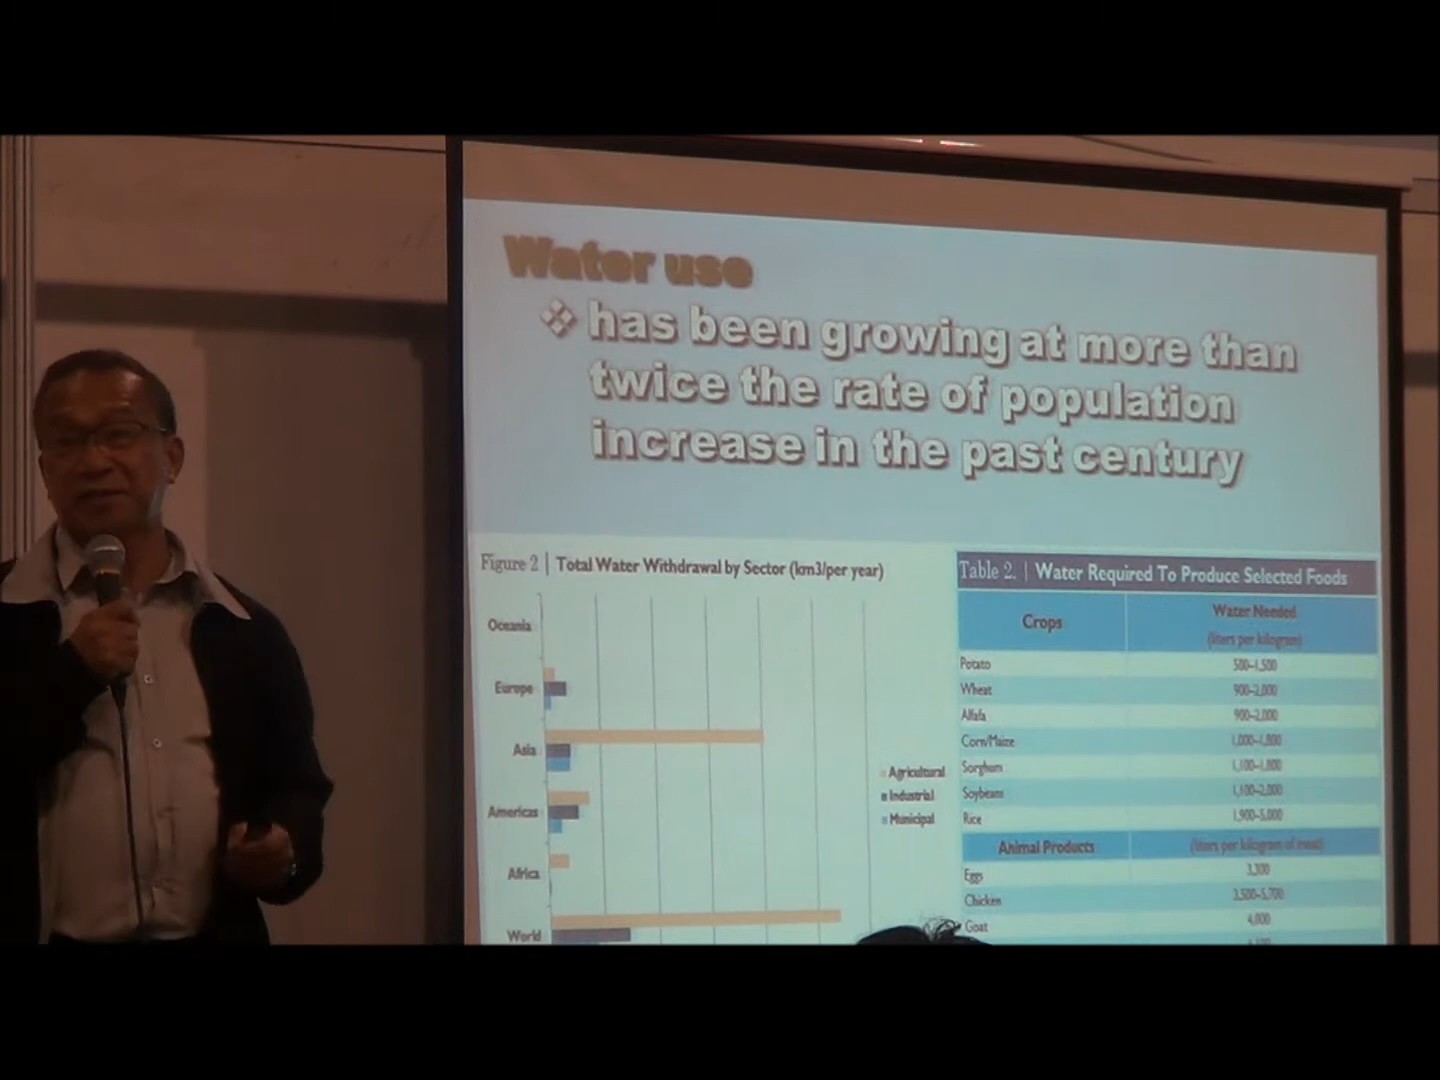 Water use
❖ has been growing at more than
twice the rate of population
increase in the past century
Figure 2 | Total Water Withdrawal by Sector (km3/per year)
Oceania
Europe
Asia
Americas
Africa
World
Agricultural
Industrial
Municipal
Table 2. | Water Required To Produce Selected Foods
Crops
Water Needed
(liters per kilogram)
Potato 500–1,500
Wheat 900–2,000
Alfafa 900–2,000
Corn/Maize 1,000–1,800
Sorghum 1,100–1,800
Soybeans 1,100–2,000
Rice 1,900–5,000
Animal Products (liters per kilogram of meat)
Eggs 3,300
Chicken 3,500–5,700
Goat 4,000